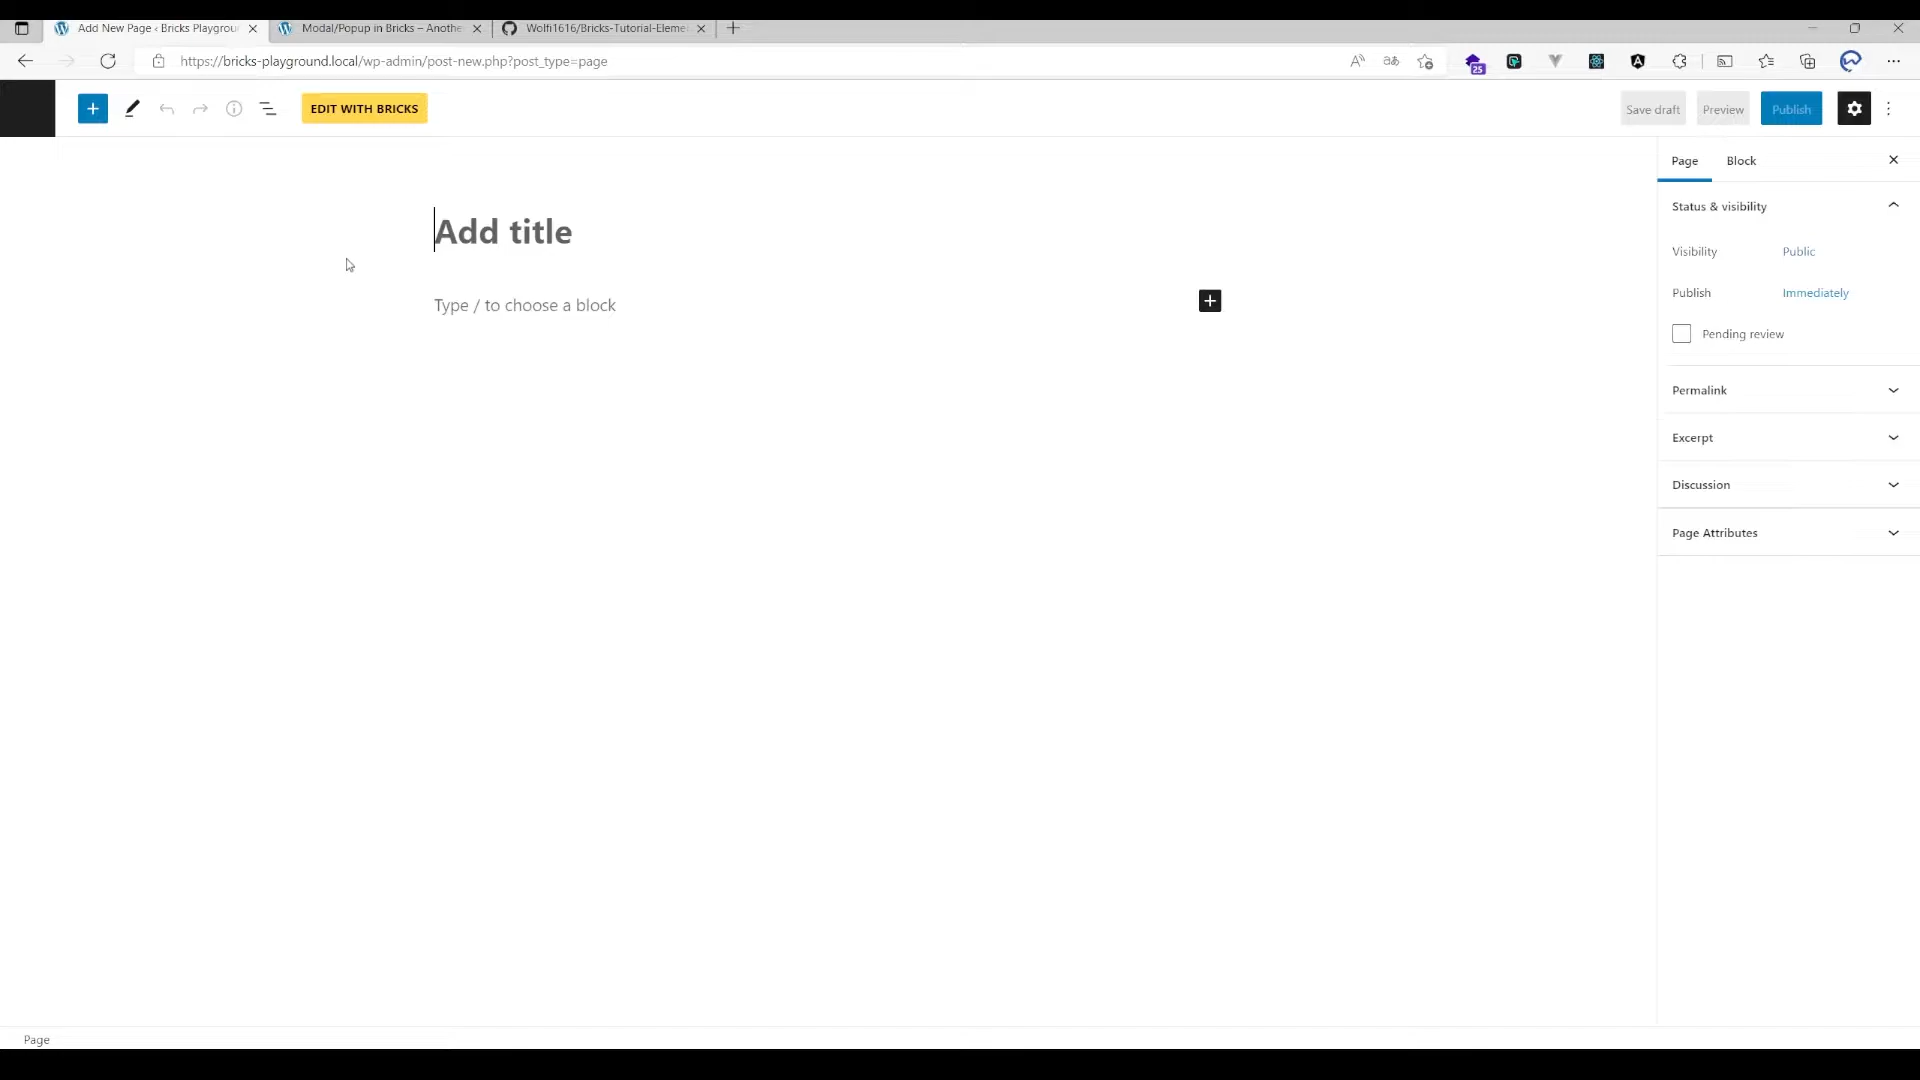 Add New Page ‹ Bricks Playgrou
Modal/Popup in Bricks – Anothe
Wolfi1616/Bricks-Tutorial-Eleme
https://bricks-playground.local/wp-admin/post-new.php?post_type=page
25
EDIT WITH BRICKS
Save draft
Preview
Publish
Page
Block
Add title
Type / to choose a block
Status & visibility
Visibility
Public
Publish
Immediately
Pending review
Permalink
Excerpt
Discussion
Page Attributes
Page